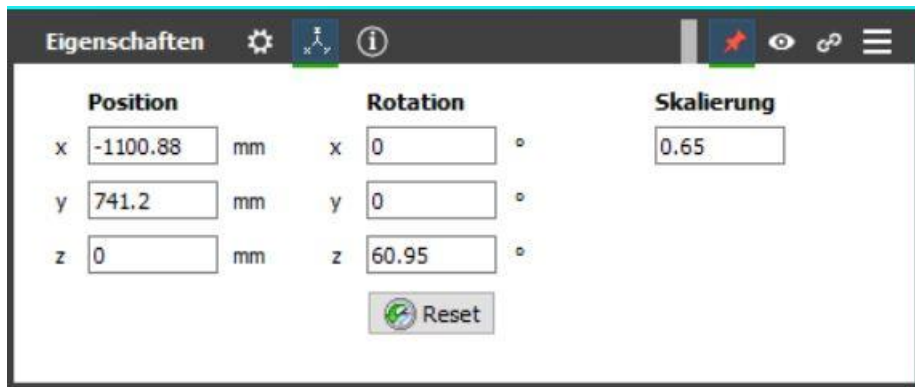 Eigenschaften
Position Rotation Skalierung
x -1100.88 mm x 0 ° 0.65
y 741.2 mm y 0 °
z 0 mm z 60.95 °
Reset